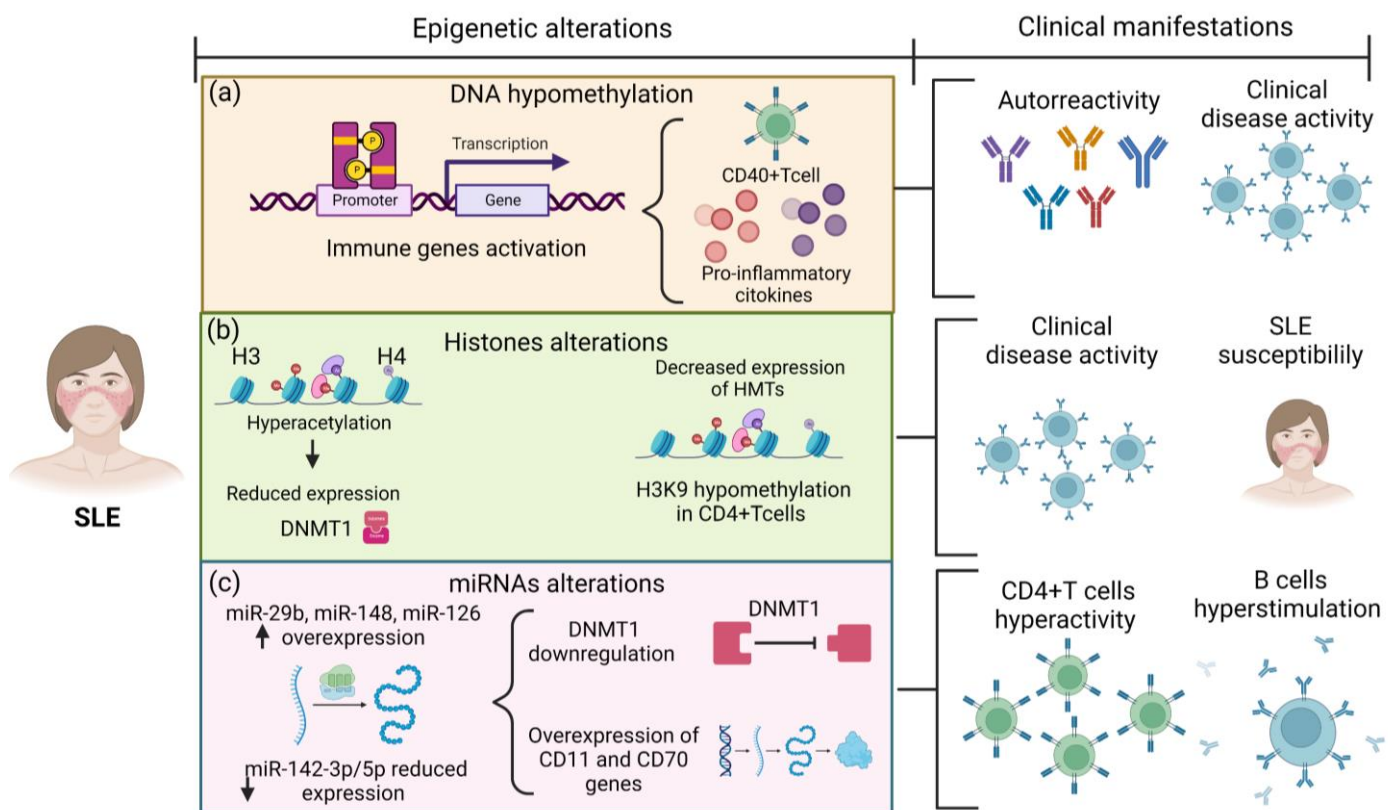 Epigenetic alterations
Clinical manifestations
(a)
DNA hypomethylation
P
P
Promoter
Transcription
Gene
Immune genes activation
CD40+Tcell
Pro-inflammatory
citokines
Autorreactivity
Clinical
disease activity
SLE
(b)
Histones alterations
H3
H4
Hyperacetylation
Reduced expression
DNMT1
Decreased expression
of HMTs
H3K9 hypomethylation
in CD4+Tcells
Clinical
disease activity
SLE
susceptibilily
(c)
miRNAs alterations
miR-29b, miR-148, miR-126
overexpression
miR-142-3p/5p reduced
expression
DNMT1
downregulation
DNMT1
Overexpression of
CD11 and CD70
genes
CD4+T cells
hyperactivity
B cells
hyperstimulation